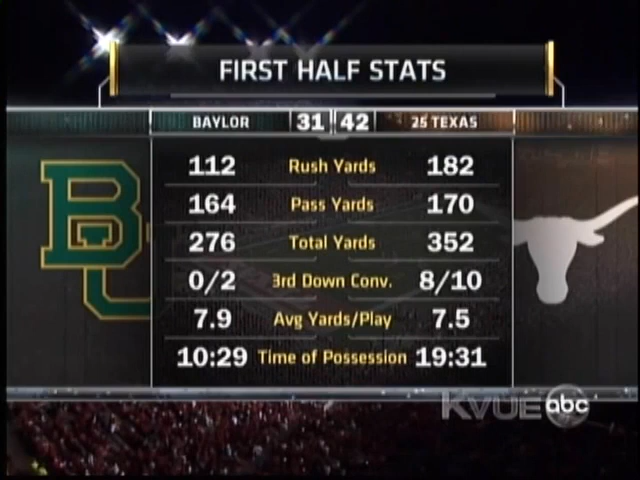 FIRST HALF STATS
BAYLOR 31 42 25 TEXAS
112 Rush Yards 182
164 Pass Yards 170
276 Total Yards 352
0/2 3rd Down Conv. 8/10
7.9 Avg Yards/Play 7.5
10:29 Time of Possession 19:31
BU
KVUE abc